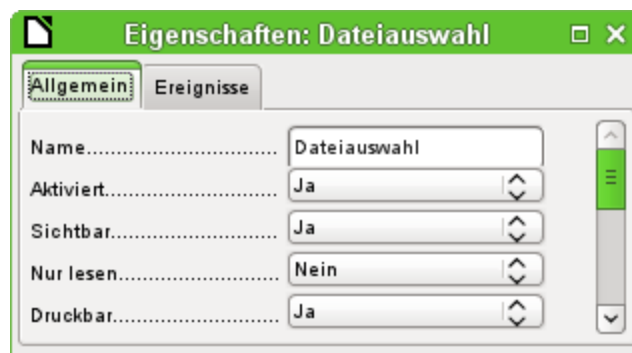 Eigenschaften: Dateiauswahl
Allgemein Ereignisse
Name............................. Dateiauswahl
Aktiviert.......................... Ja
Sichtbar......................... Ja
Nur lesen........................ Nein
Druckbar......................... Ja